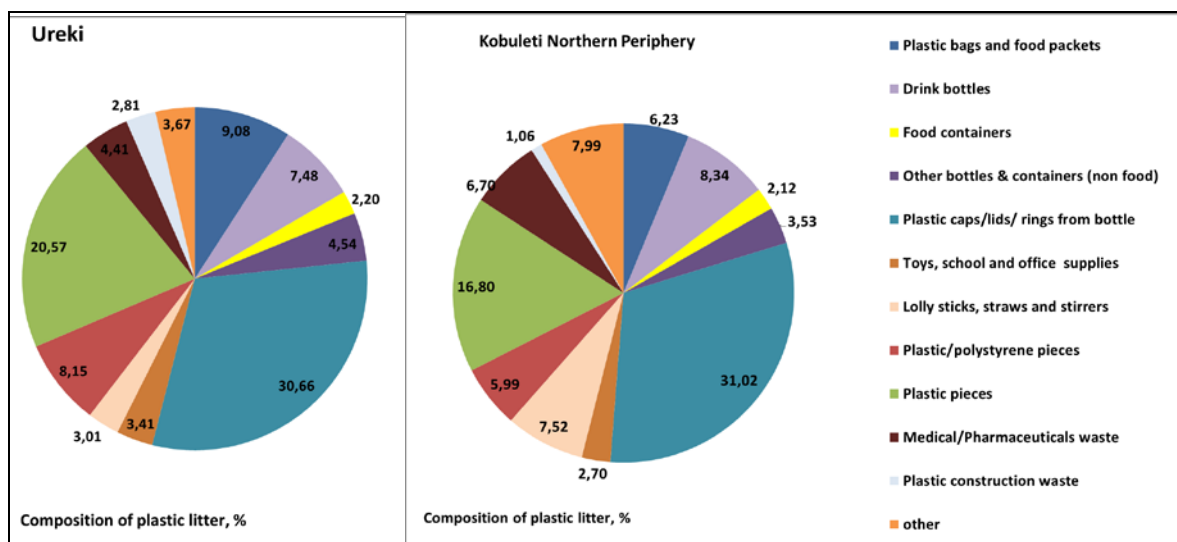 Ureki
2,81
3,67
9,08
4,41
7,48
2,20
4,54
20,57
30,66
8,15
3,41
3,01
Composition of plastic litter, %
Kobuleti Northern Periphery
1,06
7,99
6,23
8,34
2,12
3,53
6,70
16,80
31,02
5,99
7,52
2,70
Composition of plastic litter, %
Plastic bags and food packets
Drink bottles
Food containers
Other bottles & containers (non food)
Plastic caps/lids/ rings from bottle
Toys, school and office supplies
Lolly sticks, straws and stirrers
Plastic/polystyrene pieces
Plastic pieces
Medical/Pharmaceuticals waste
Plastic construction waste
other